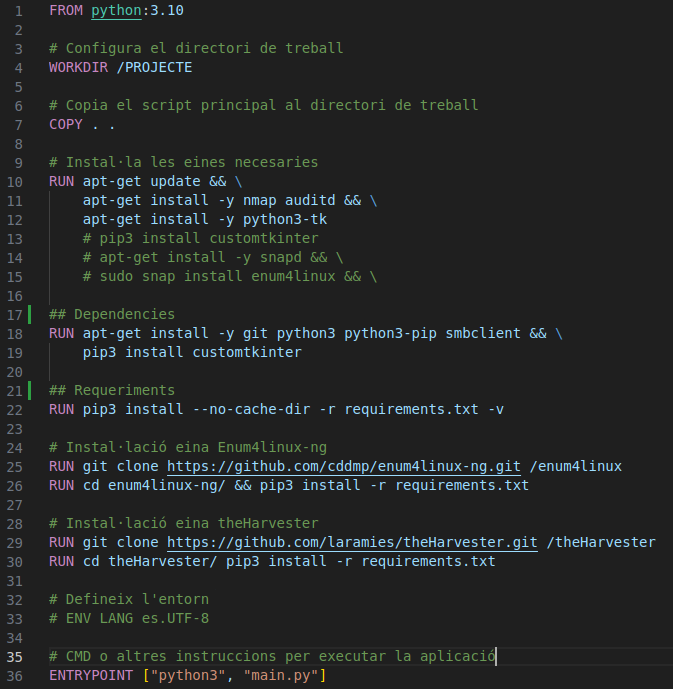 1 FROM python:3.10
2
3 # Configura el directori de treball
4 WORKDIR /PROJECTE
5
6 # Copia el script principal al directori de treball
7 COPY . .
8
9 # Instal·la les eines necesaries
10 RUN apt-get update && \
11 apt-get install -y nmap auditd && \
12 apt-get install -y python3-tk
13 # pip3 install customtkinter
14 # apt-get install -y snapd && \
15 # sudo snap install enum4linux && \
16
17 ## Dependencies
18 RUN apt-get install -y git python3 python3-pip smbclient && \
19 pip3 install customtkinter
20
21 ## Requeriments
22 RUN pip3 install --no-cache-dir -r requirements.txt -v
23
24 # Instal·lació eina Enum4linux-ng
25 RUN git clone https://github.com/cddmp/enum4linux-ng.git /enum4linux
26 RUN cd enum4linux-ng/ && pip3 install -r requirements.txt
27
28 # Instal·lació eina theHarvester
29 RUN git clone https://github.com/laramies/theHarvester.git /theHarvester
30 RUN cd theHarvester/ pip3 install -r requirements.txt
31
32 # Defineix l'entorn
33 # ENV LANG es.UTF-8
34
35 # CMD o altres instruccions per executar la aplicació
36 ENTRYPOINT ["python3", "main.py"]